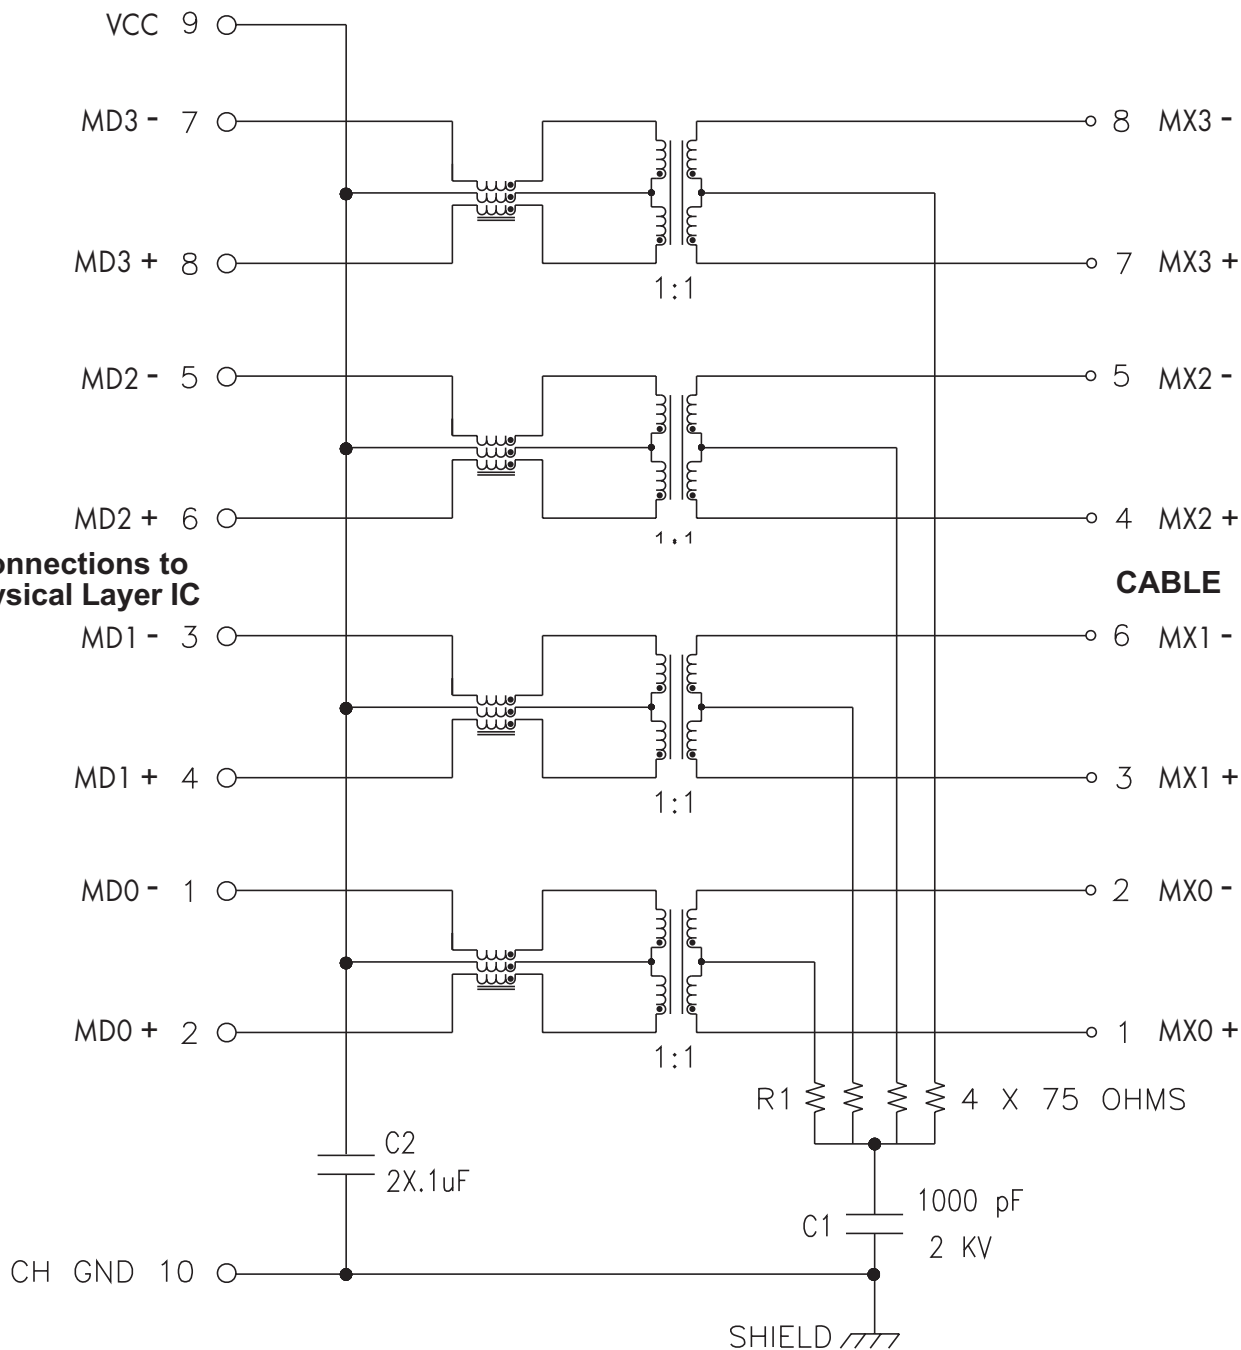 VCC 9
MD3 - 7
8 MX3 -
MD3 + 8
7 MX3 +
1:1
MD2 - 5
5 MX2 -
MD2 + 6
4 MX2 +
1.1
onnections to
ysical Layer IC
CABLE
MD1 - 3
6 MX1 -
MD1 + 4
3 MX1 +
1:1
MD0 - 1
2 MX0 -
MD0 + 2
1 MX0 +
1:1
R1
4 X 75 OHMS
C2
2X.1uF
C1
1000 pF
2 KV
CH GND 10
SHIELD